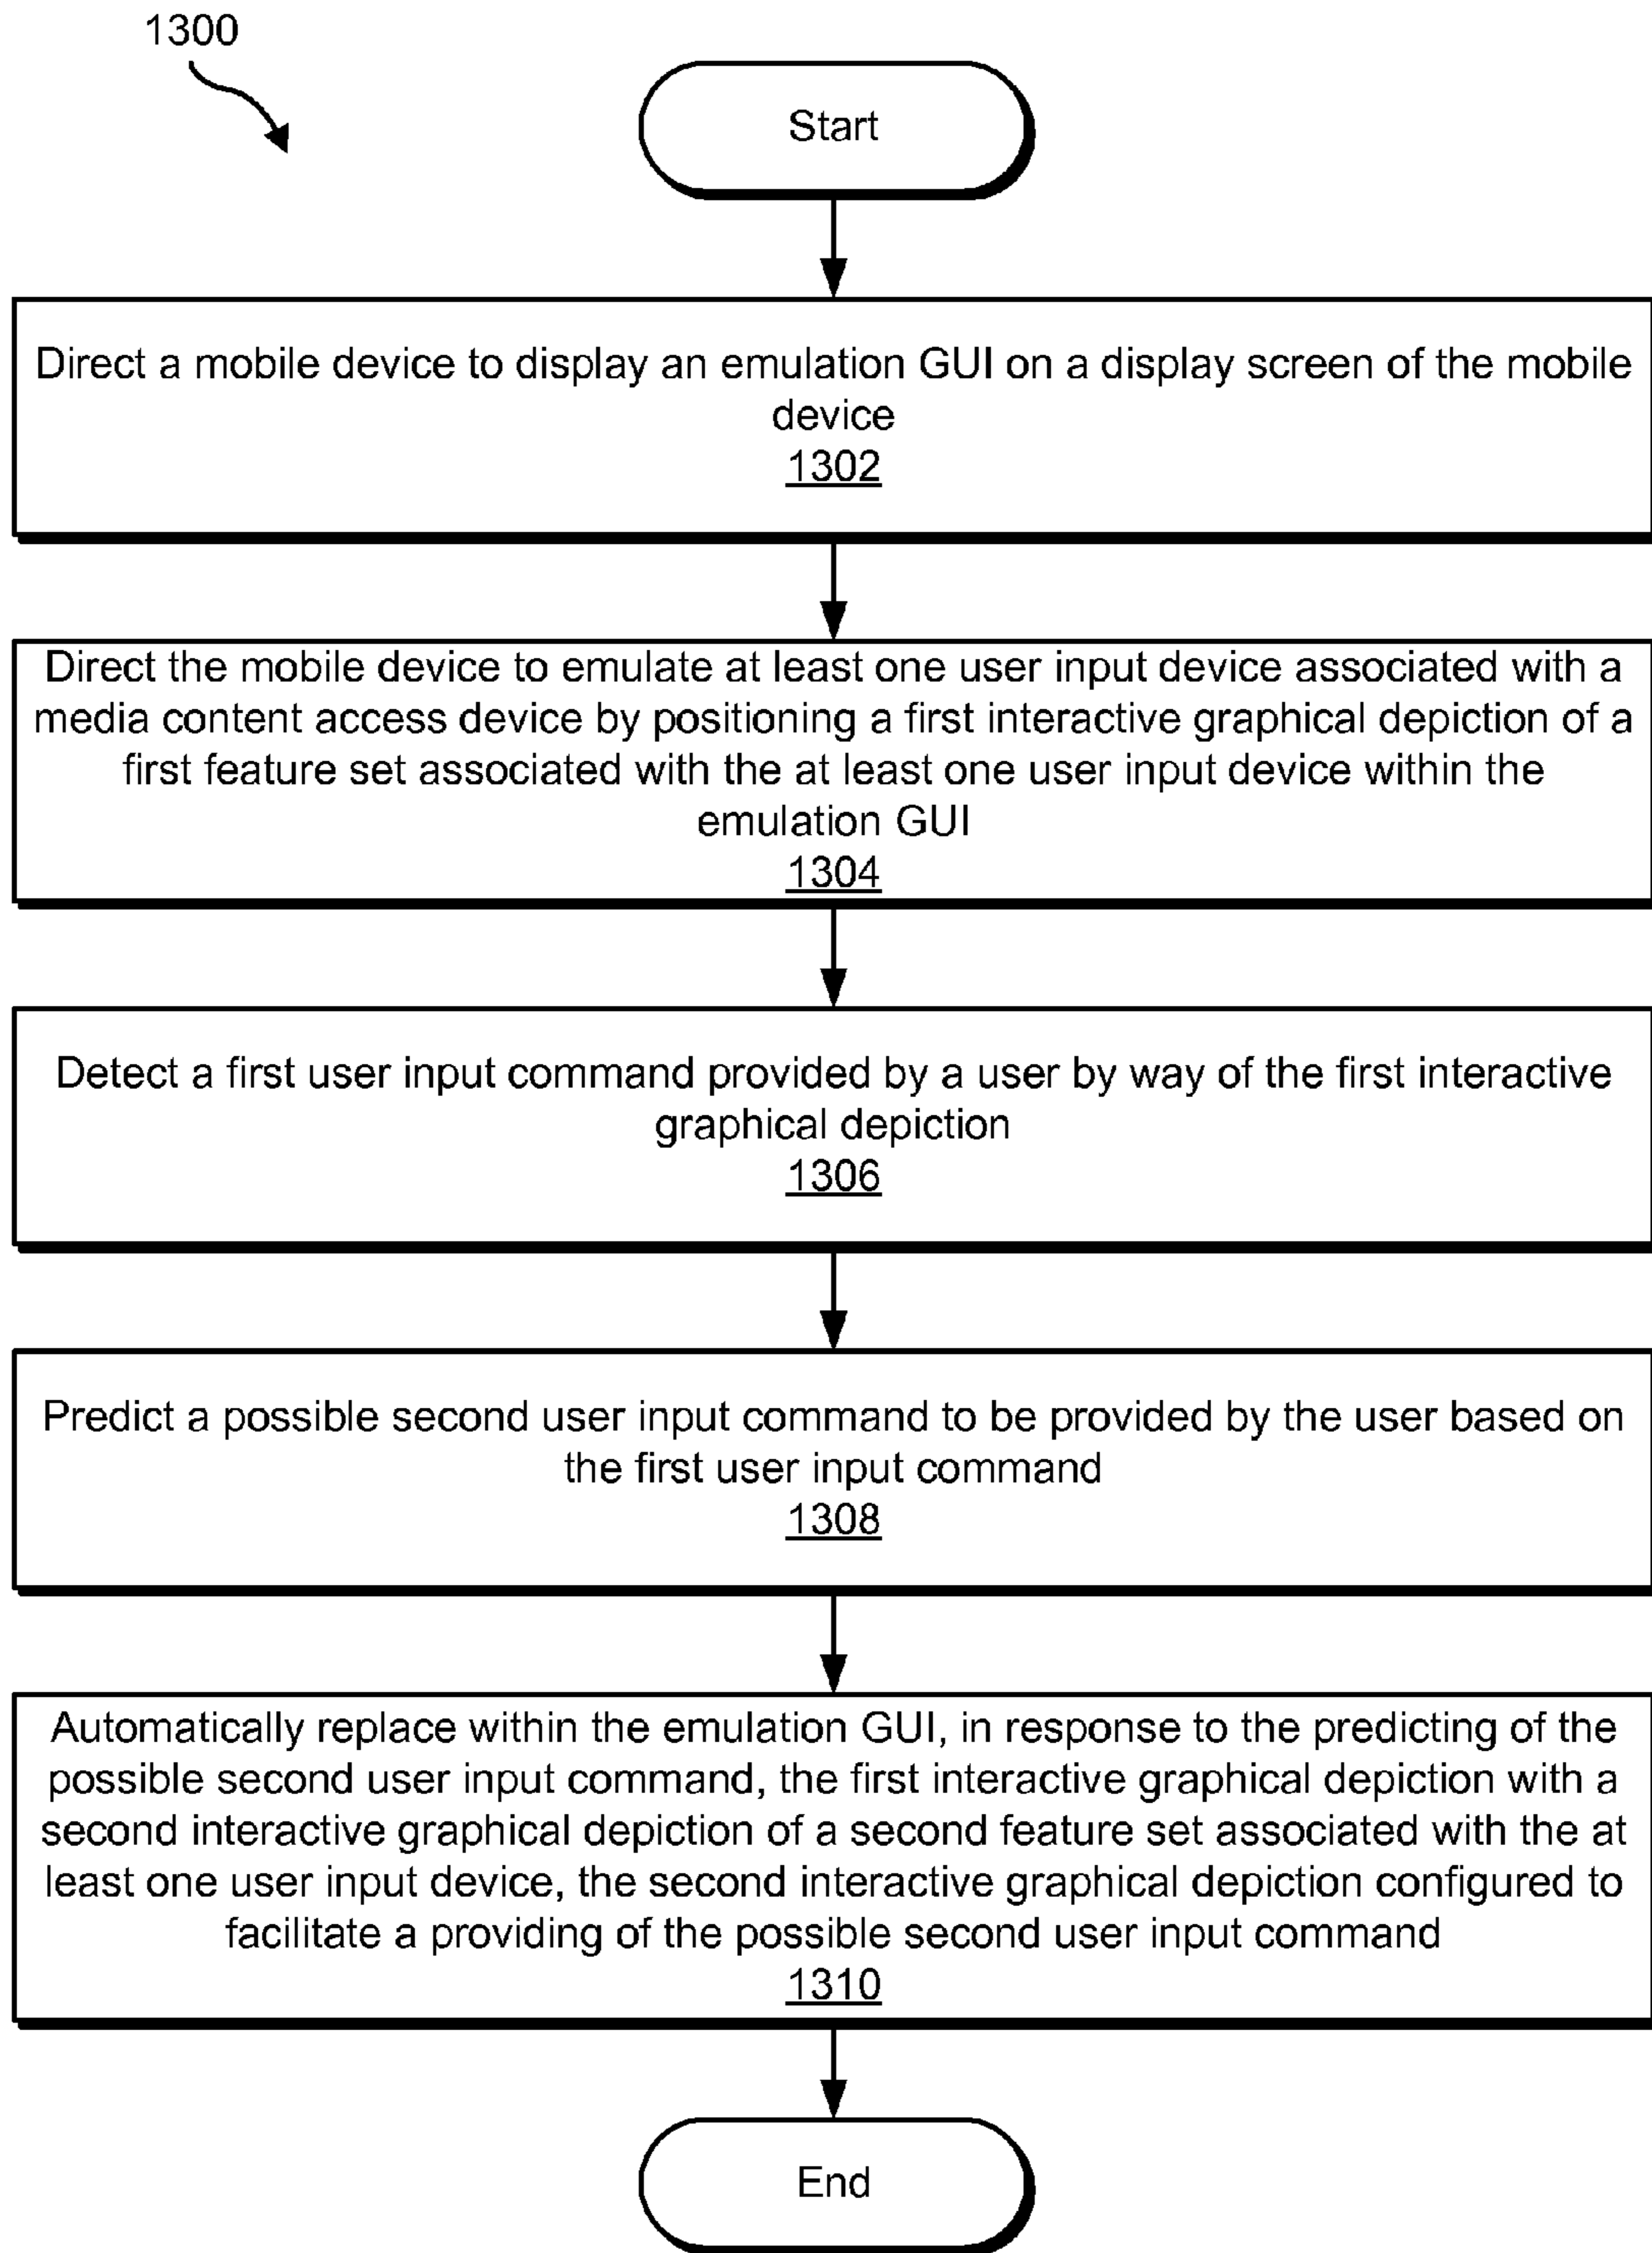 1300
Start
Direct a mobile device to display an emulation GUI on a display screen of the mobile
device
1302
Direct the mobile device to emulate at least one user input device associated with a
media content access device by positioning a first interactive graphical depiction of a
first feature set associated with the at least one user input device within the
emulation GUI
1304
Detect a first user input command provided by a user by way of the first interactive
graphical depiction
1306
Predict a possible second user input command to be provided by the user based on
the first user input command
1308
Automatically replace within the emulation GUI, in response to the predicting of the
possible second user input command, the first interactive graphical depiction with a
second interactive graphical depiction of a second feature set associated with the at
least one user input device, the second interactive graphical depiction configured to
facilitate a providing of the possible second user input command
1310
End